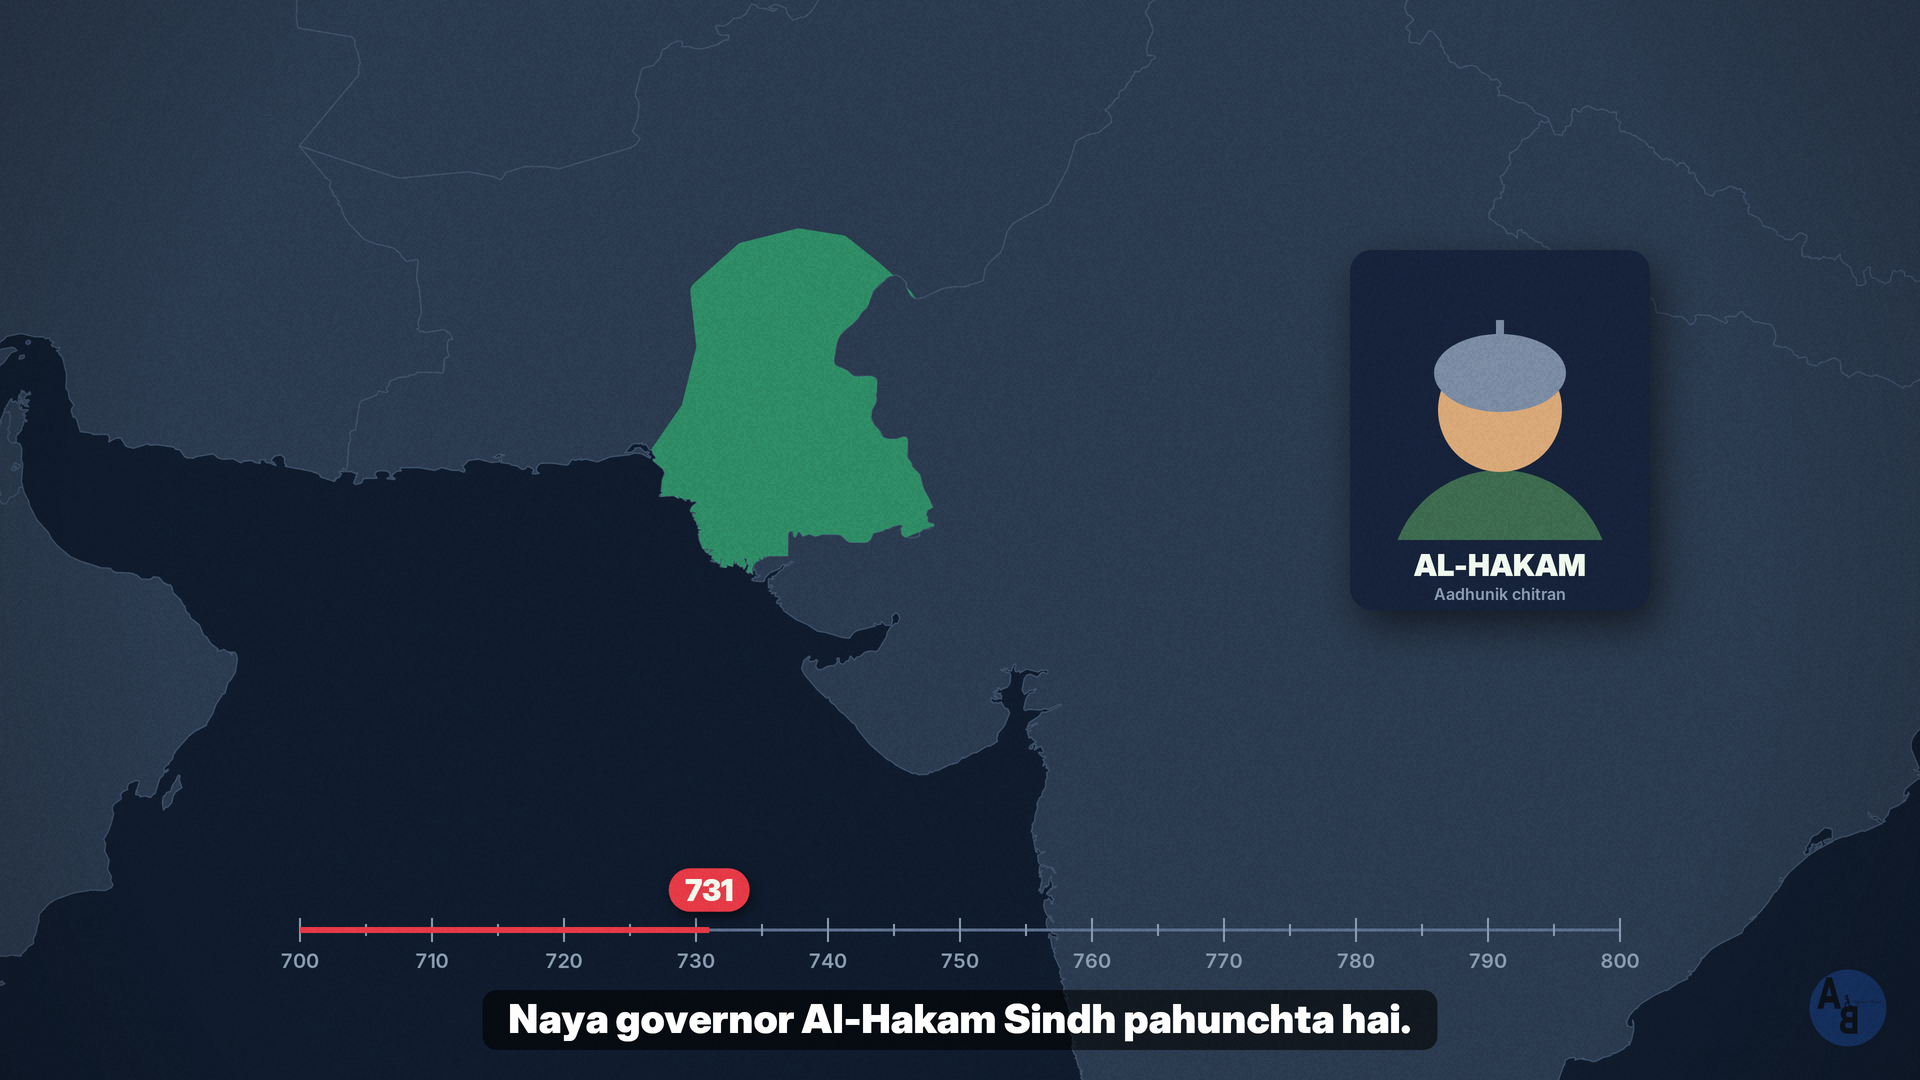 AL-HAKAM
Aadhunik chitran
731
700 710 720 730 740 750 760 770 780 790 800
Naya governor Al-Hakam Sindh pahunchta hai.
A
B